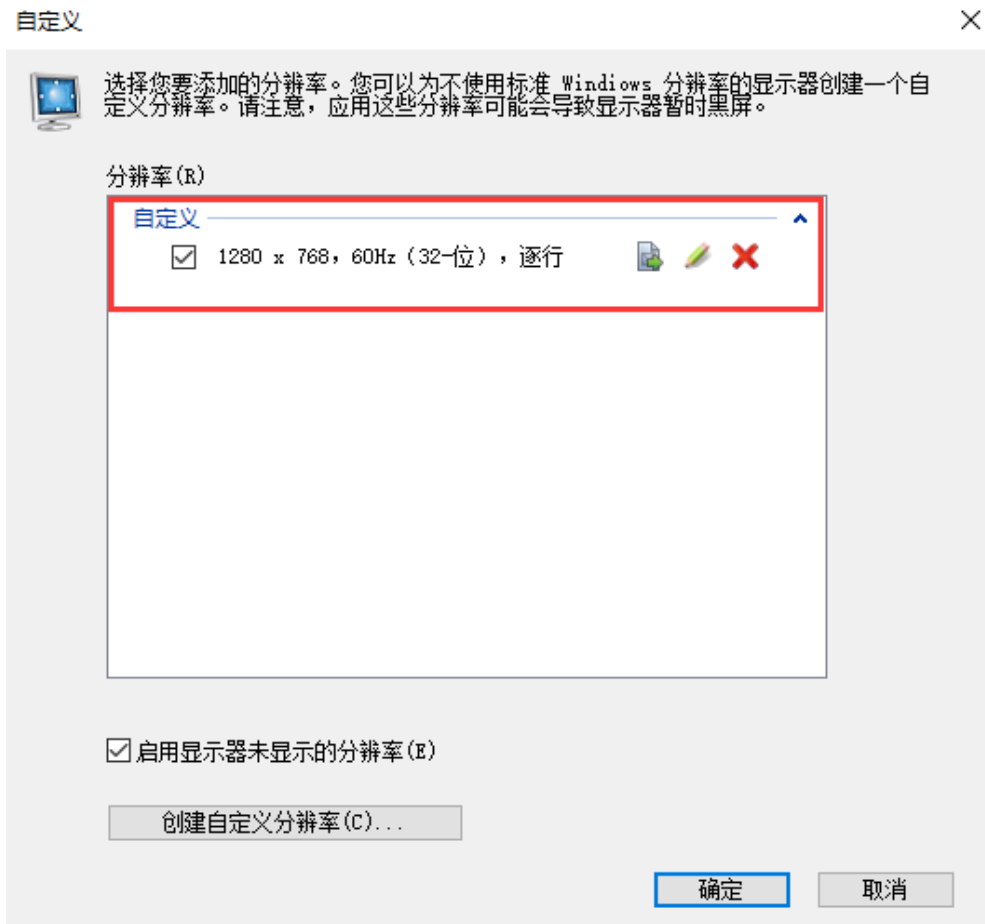 自定义
选择您要添加的分辨率。您可以为不使用标准 Windiows 分辨率的显示器创建一个自
定义分辨率。请注意，应用这些分辨率可能会导致显示器暂时黑屏。
分辨率(R)
自定义
1280 x 768，60Hz (32-位) ，逐行
启用显示器未显示的分辨率(E)
创建自定义分辨率(C)...
确定
取消